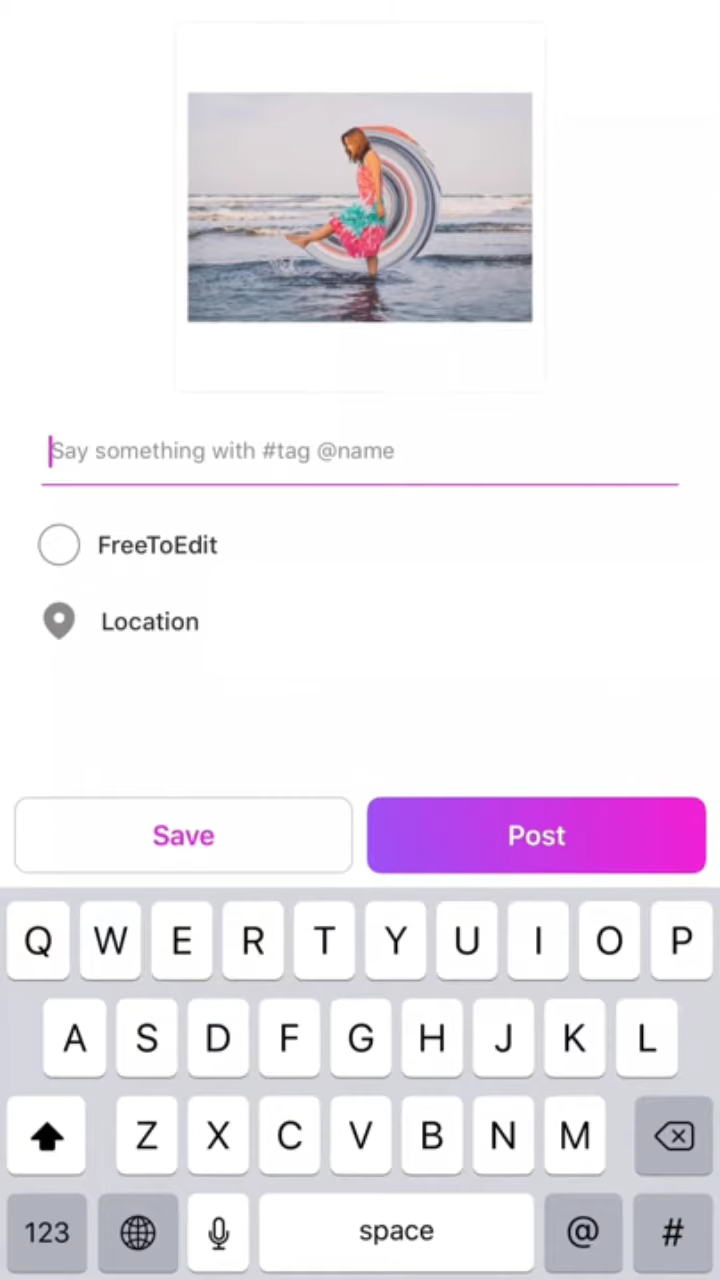 Say something with #tag @name
FreeToEdit
Location
Save
Post
Q W E R T Y U I O P
A S D F G H J K L
Z X C V B N M
123
space
@
#